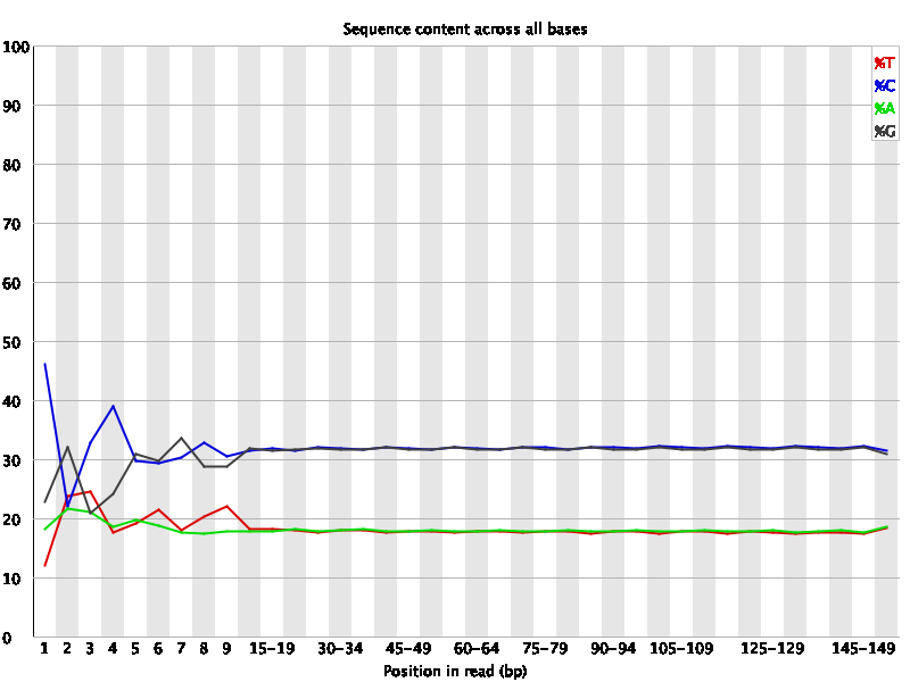 Sequence content across all bases
100
%T
%C
90
%A
%G
80
70
60
50
40
30
20
10
0
1 2 3 4 5 6 7 8 9 15-19 30-34 45-49 60-64 75-79 90-94 105-109 125-129 145-149
Position in read (bp)